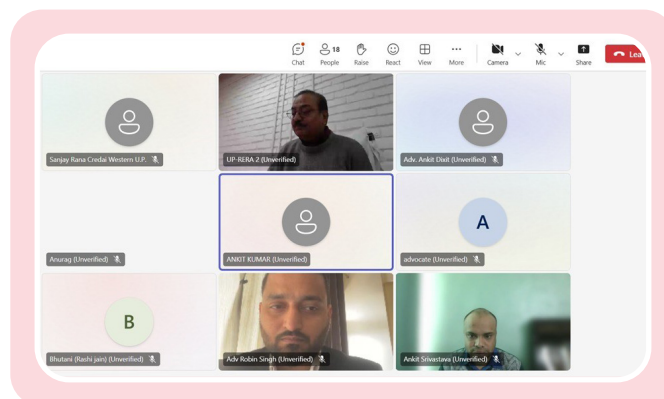 18
Chat People Raise React View More Camera Mic Share Leav
Sanjay Rana Credai Western U.P.
UP-RERA 2 (Unverified)
Adv. Ankit Dixit (Unverified)
Anurag (Unverified)
ANKIT KUMAR (Unverified)
A
advocate (Unverified)
B
Bhutani (Rashi jain) (Unverified)
Adv Robin Singh (Unverified)
Ankit Srivastava (Unverified)